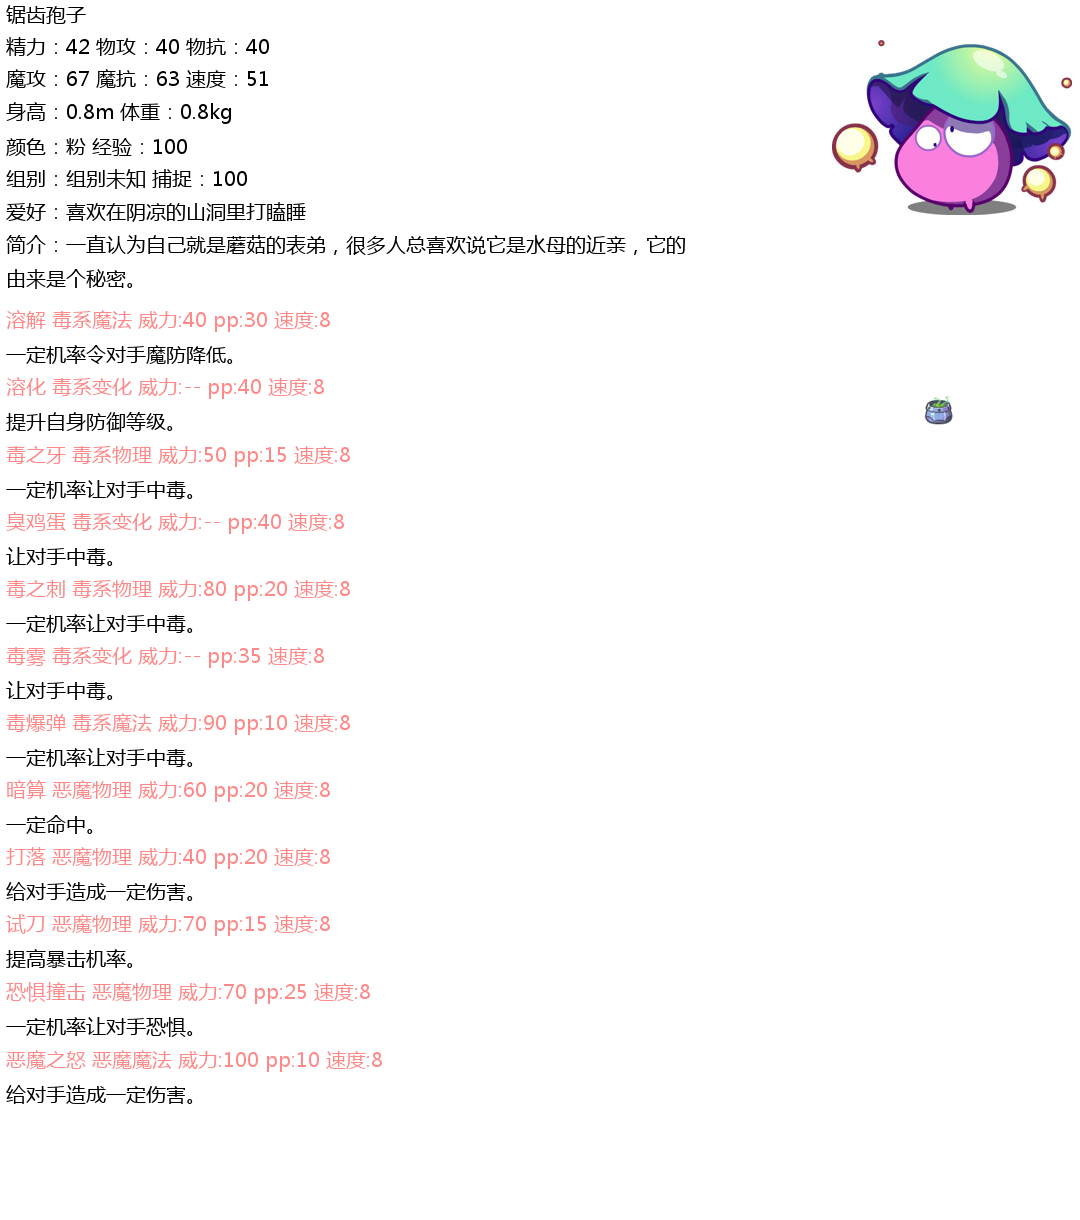 锯齿孢子
精力：42 物攻：40 物抗：40
魔攻：67 魔抗：63 速度：51
身高：0.8m 体重：0.8kg
颜色：粉 经验：100
组别：组别未知 捕捉：100
爱好：喜欢在阴凉的山洞里打瞌睡
简介：一直认为自己就是蘑菇的表弟，很多人总喜欢说它是水母的近亲，它的
由来是个秘密。
溶解 毒系魔法 威力:40 pp:30 速度:8
一定机率令对手魔防降低。
溶化 毒系变化 威力:-- pp:40 速度:8
提升自身防御等级。
毒之牙 毒系物理 威力:50 pp:15 速度:8
一定机率让对手中毒。
臭鸡蛋 毒系变化 威力:-- pp:40 速度:8
让对手中毒。
毒之刺 毒系物理 威力:80 pp:20 速度:8
一定机率让对手中毒。
毒雾 毒系变化 威力:-- pp:35 速度:8
让对手中毒。
毒爆弹 毒系魔法 威力:90 pp:10 速度:8
一定机率让对手中毒。
暗算 恶魔物理 威力:60 pp:20 速度:8
一定命中。
打落 恶魔物理 威力:40 pp:20 速度:8
给对手造成一定伤害。
试刀 恶魔物理 威力:70 pp:15 速度:8
提高暴击机率。
恐惧撞击 恶魔物理 威力:70 pp:25 速度:8
一定机率让对手恐惧。
恶魔之怒 恶魔魔法 威力:100 pp:10 速度:8
给对手造成一定伤害。